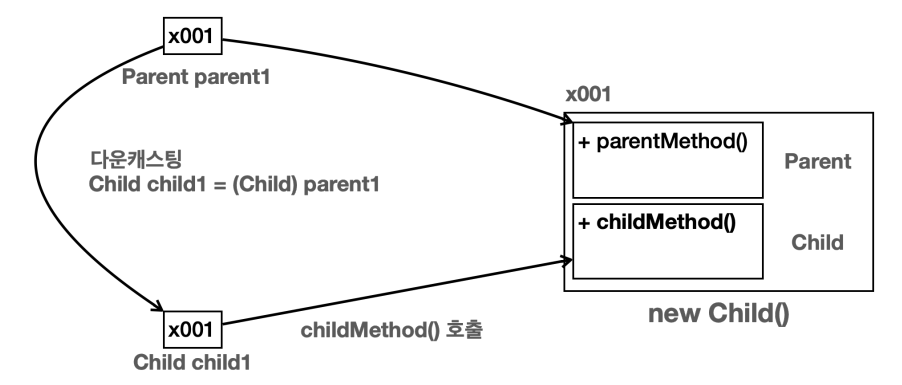 x001
Parent parent1
x001
+ parentMethod()
Parent
다운캐스팅
Child child1 = (Child) parent1
+ childMethod()
Child
new Child()
x001
childMethod() 호출
Child child1